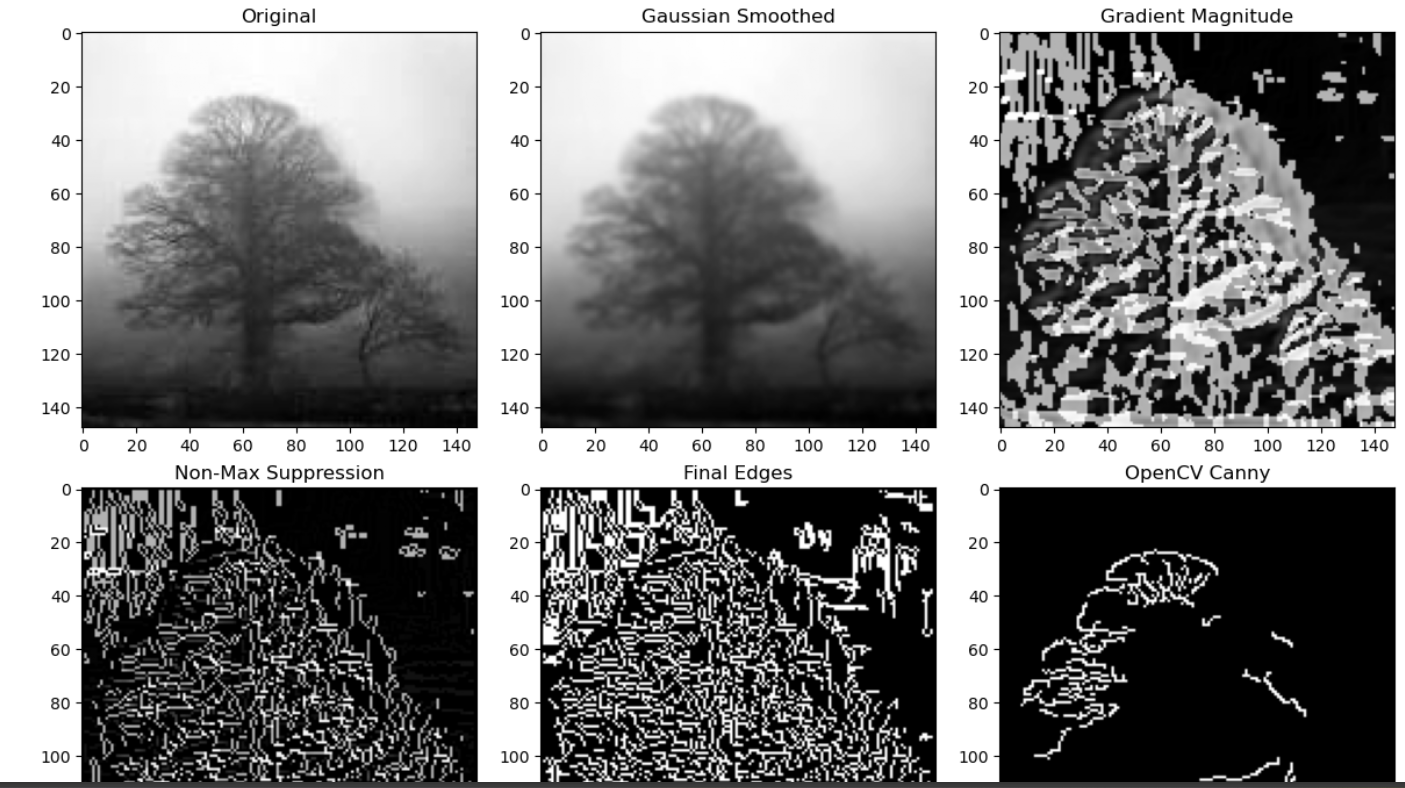 Original Gaussian Smoothed Gradient Magnitude
0 0 0
20 20 20
40 40 40
60 60 60
80 80 80
100 100 100
120 120 120
140 140 140
0 20 40 60 80 100 120 140 0 20 40 60 80 100 120 140 0 20 40 60 80 100 120 140
Non-Max Suppression Final Edges OpenCV Canny
0 0 0
20 20 20
40 40 40
60 60 60
80 80 80
100 100 100